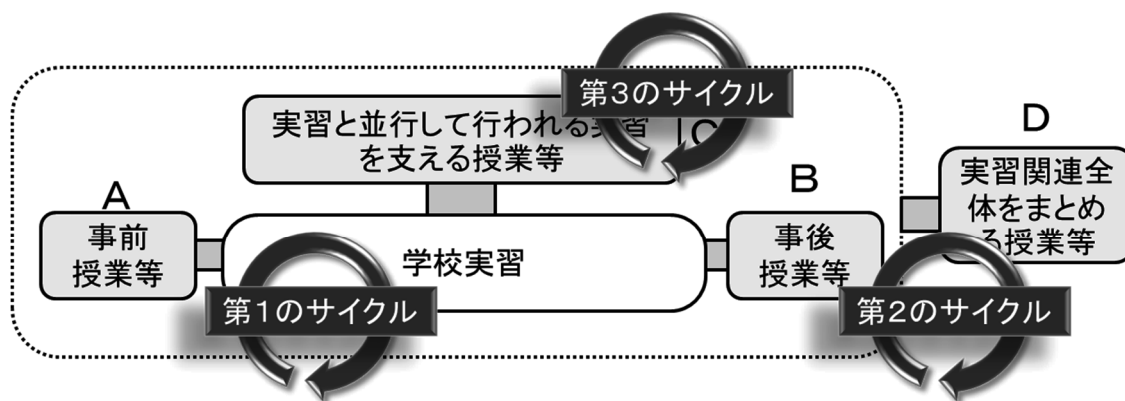 第3のサイクル
実習と並行して行われる実習
を支える授業等
C
D
実習関連全
体をまとめ
る授業等
A
事前
授業等
学校実習
B
事後
授業等
第1のサイクル
第2のサイクル